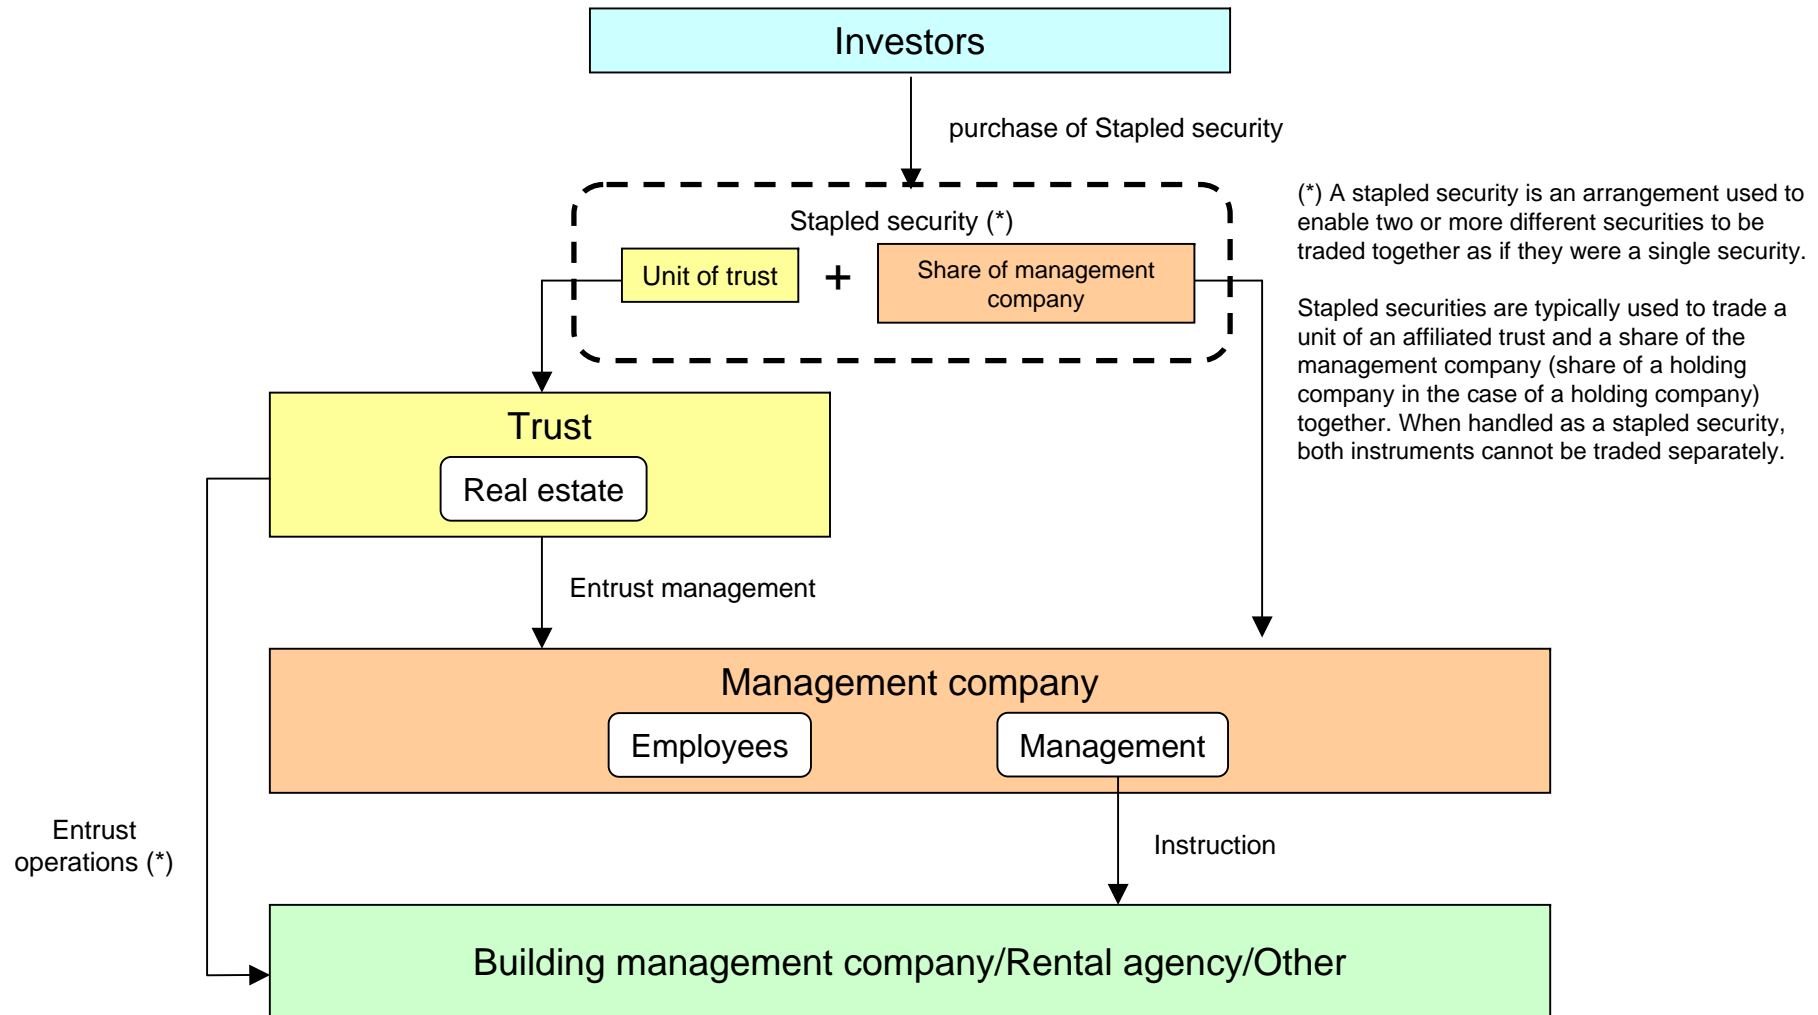 Investors
purchase of Stapled security
Stapled security (*)
Unit of trust
+
Share of management
company
(*) A stapled security is an arrangement used to
enable two or more different securities to be
traded together as if they were a single security.
Stapled securities are typically used to trade a
unit of an affiliated trust and a share of the
management company (share of a holding
company in the case of a holding company)
together. When handled as a stapled security,
both instruments cannot be traded separately.
Trust
Real estate
Entrust management
Management company
Employees
Management
Entrust
operations (*)
Instruction
Building management company/Rental agency/Other